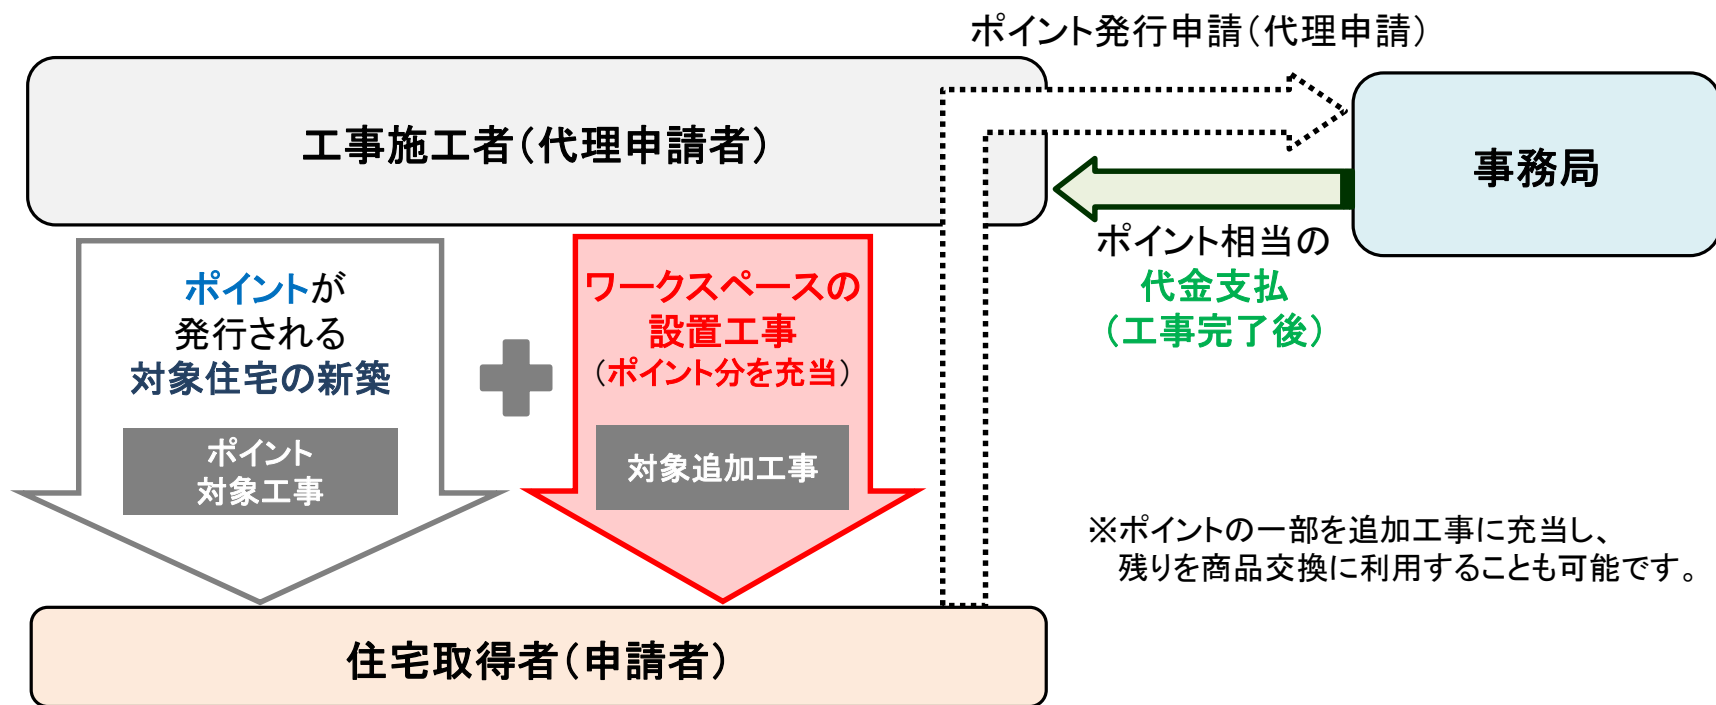 ポイント発行申請（代理申請）
工事施工者（代理申請者）
事務局
ポイント相当の
代金支払
（工事完了後）
ポイントが
発行される
対象住宅の新築
ポイント
対象工事
ワークスペースの
設置工事
（ポイント分を充当）
対象追加工事
※ポイントの一部を追加工事に充当し、
残りを商品交換に利用することも可能です。
住宅取得者（申請者）